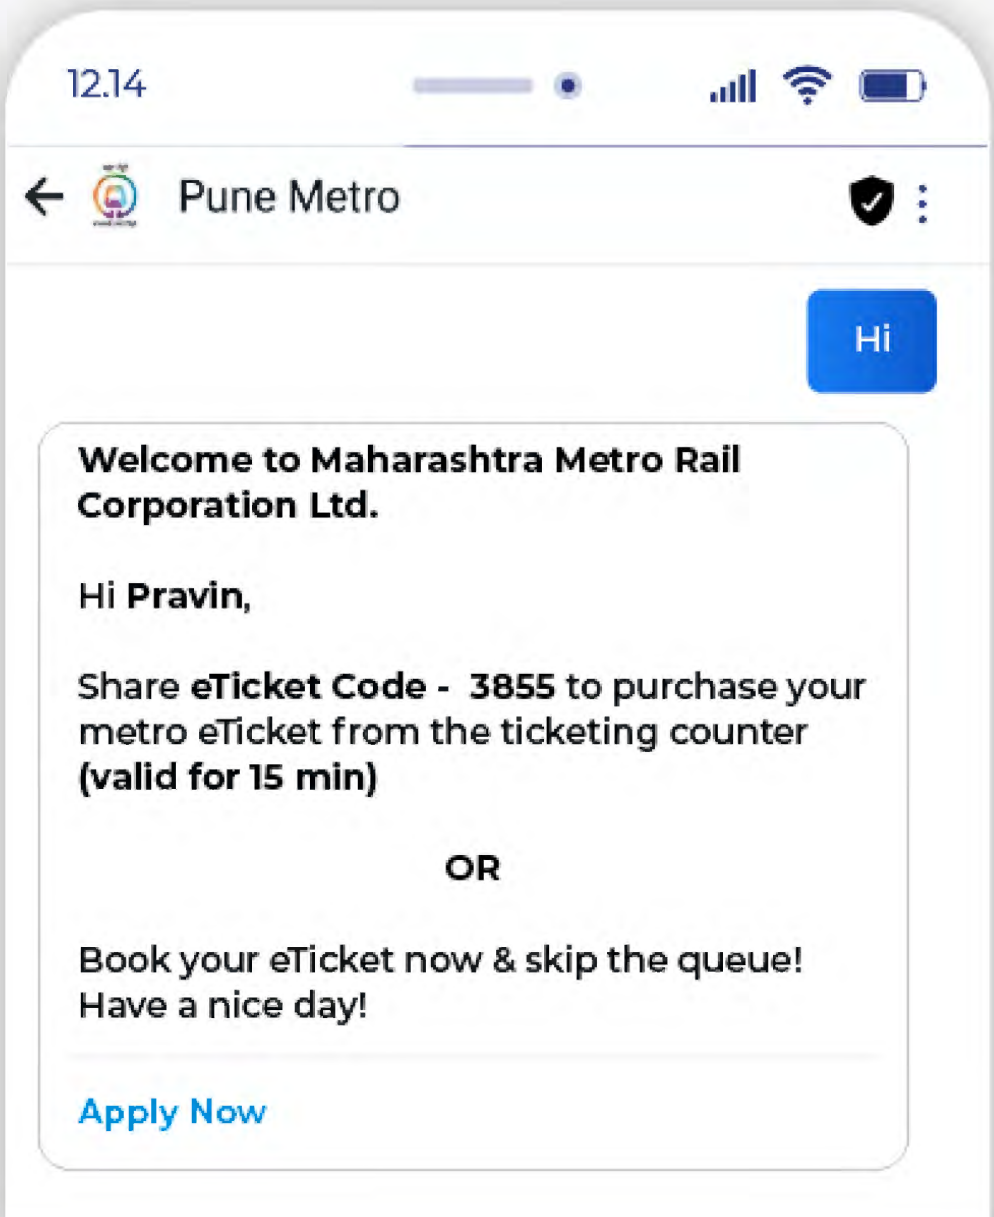 12.14
Pune Metro
Hi
Welcome to Maharashtra Metro Rail
Corporation Ltd.
Hi Pravin,
Share eTicket Code -  3855 to purchase your
metro eTicket from the ticketing counter
(valid for 15 min)
OR
Book your eTicket now & skip the queue!
Have a nice day!
Apply Now